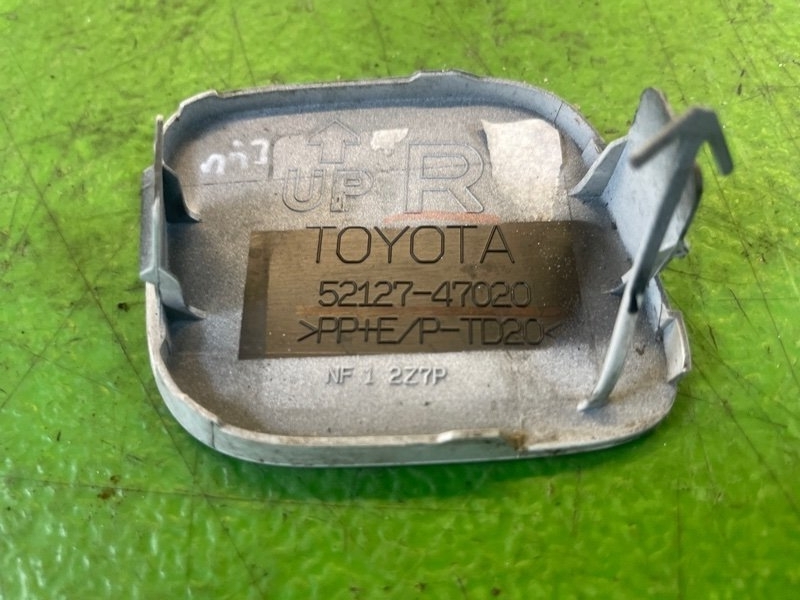 UP R
TOYOTA
52127-47020
>PP+E/P-TD20<
NF 1 2Z7P